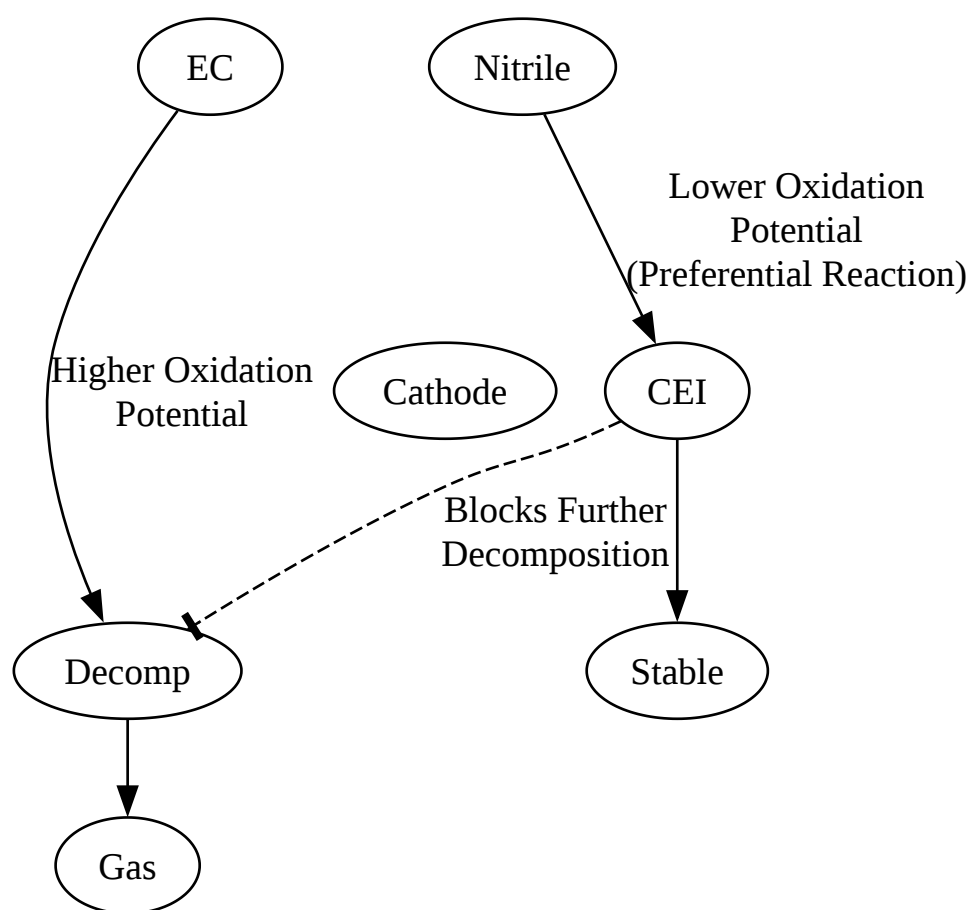 EC
Nitrile
Lower Oxidation
Potential
(Preferential Reaction)
Higher Oxidation
Potential
Cathode
CEI
Blocks Further
Decomposition
Decomp
Stable
Gas